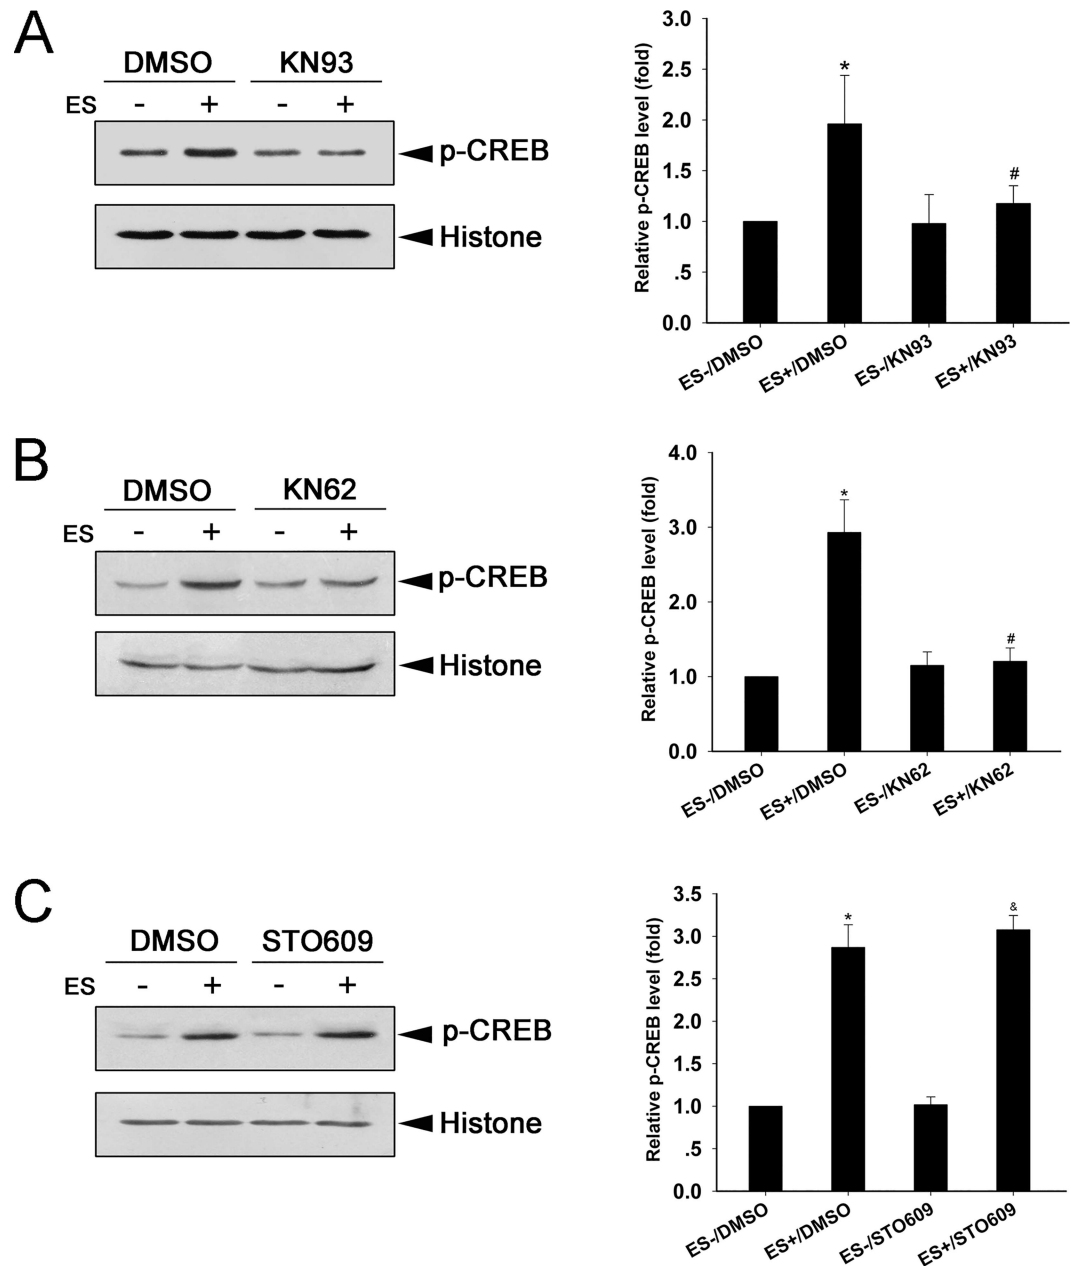 A
DMSO KN93
ES - + - +
p-CREB
Histone
Relative p-CREB level (fold)
3.0
2.5
2.0
1.5
1.0
.5
0.0
*
#
ES-/DMSO ES+/DMSO ES-/KN93 ES+/KN93
B
DMSO KN62
ES - + - +
p-CREB
Histone
Relative p-CREB level (fold)
4.0
3.0
2.0
1.0
0.0
*
#
ES-/DMSO ES+/DMSO ES-/KN62 ES+/KN62
C
DMSO STO609
ES - + - +
p-CREB
Histone
Relative p-CREB level (fold)
3.5
3.0
2.5
2.0
1.5
1.0
.5
0.0
*
&
ES-/DMSO ES+/DMSO ES-/STO609 ES+/STO609